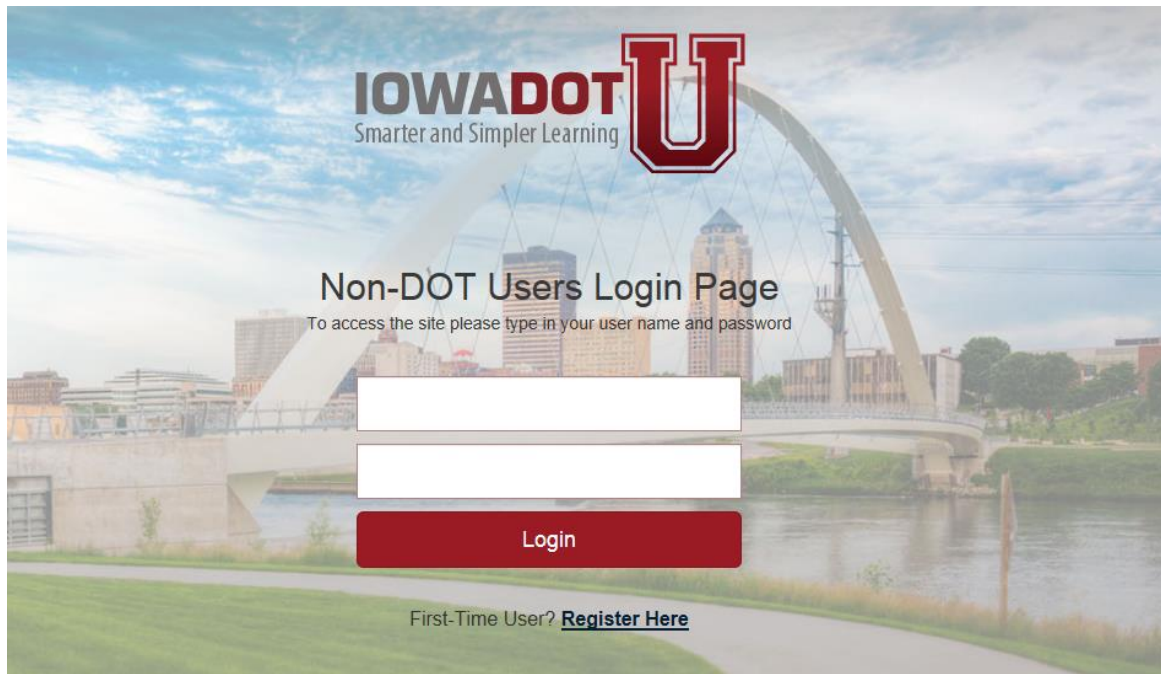 IOWADOT U
Smarter and Simpler Learning
Non-DOT Users Login Page
To access the site please type in your user name and password
Login
First-Time User? Register Here